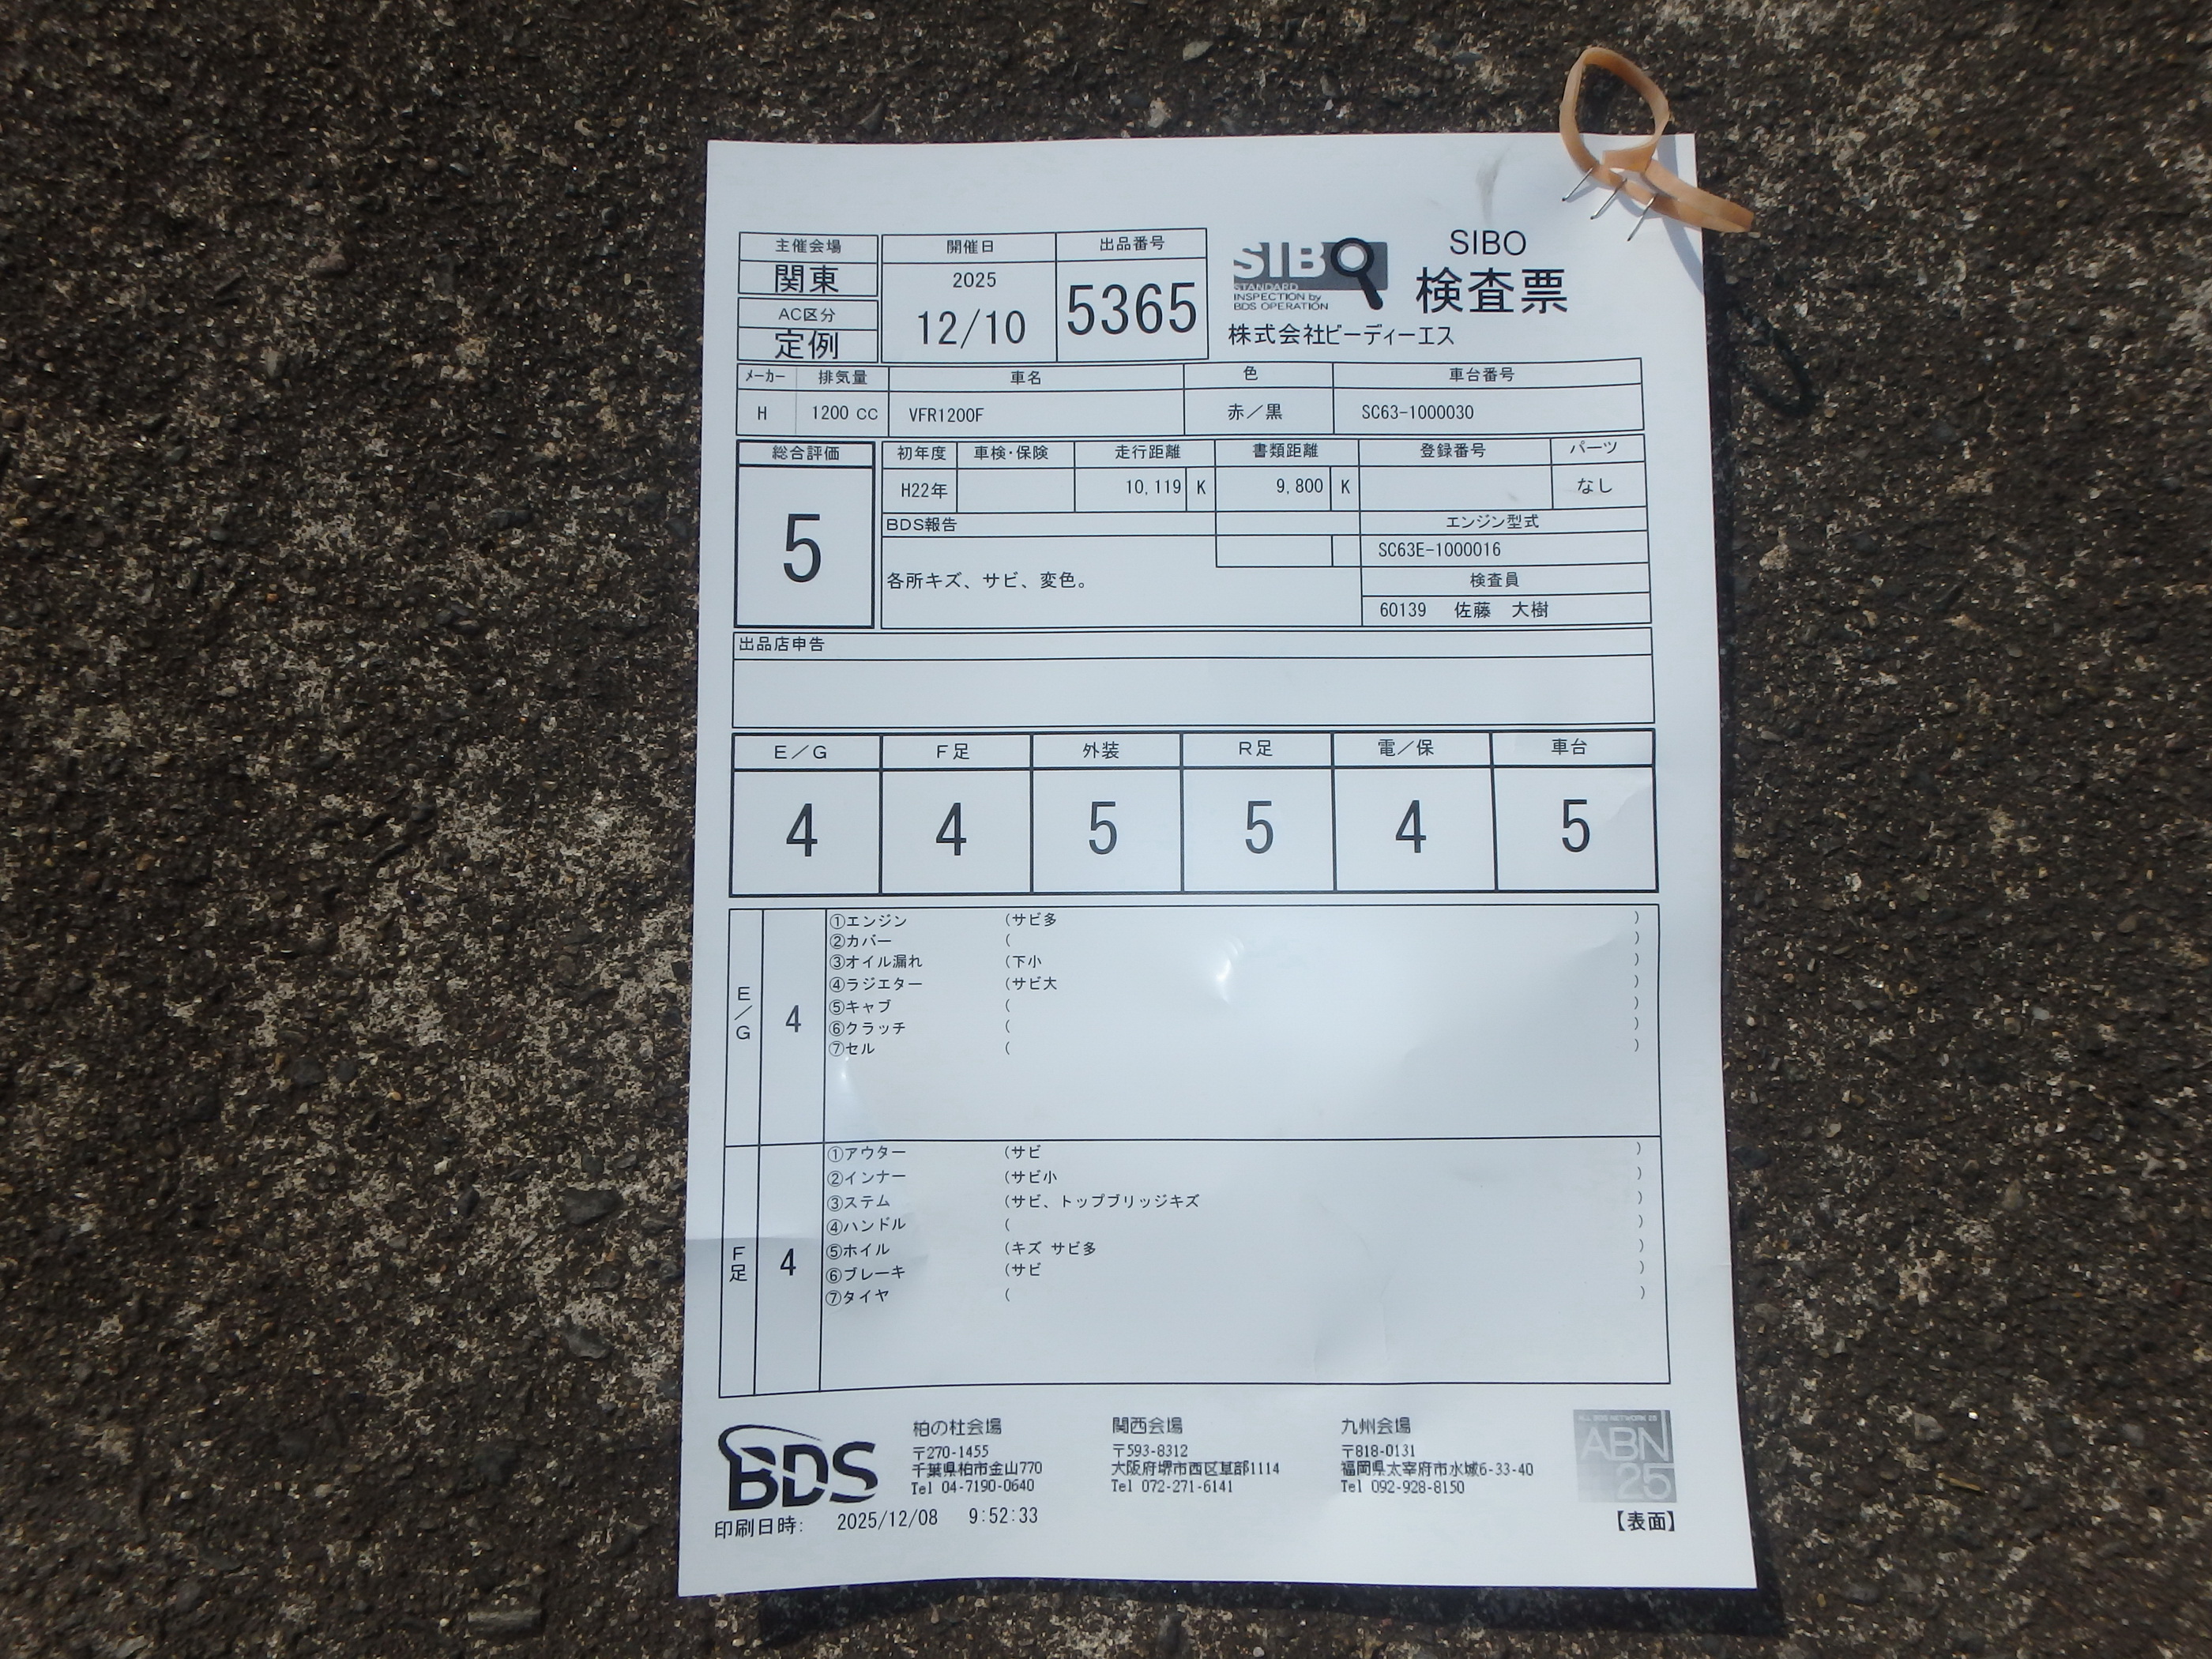 主催会場
関東
AC区分
定例
開催日
2025
12/10
出品番号
5365
SIBO
STANDARD
INSPECTION by
BDS OPERATION
SIBO
検査票
株式会社ビーディーエス
メーカー 排気量 車名 色 車台番号
H 1200 CC VFR1200F 赤／黒 SC63-1000030
総合評価
5
初年度 車検・保険 走行距離 書類距離 登録番号 パーツ
H22年 10,119 K 9,800 K なし
BDS報告
各所キズ、サビ、変色。
エンジン型式
SC63E-1000016
検査員
60139 佐藤 大樹
出品店申告
E／G F足 外装 R足 電／保 車台
4 4 5 5 4 5
E／G
4
①エンジン （サビ多 ）
②カバー （ ）
③オイル漏れ （下小 ）
④ラジエター （サビ大 ）
⑤キャブ （ ）
⑥クラッチ （ ）
⑦セル （ ）
F足
4
①アウター （サビ ）
②インナー （サビ小 ）
③ステム （サビ、トップブリッジキズ ）
④ハンドル （ ）
⑤ホイル （キズ サビ多 ）
⑥ブレーキ （サビ ）
⑦タイヤ （ ）
BDS
柏の杜会場
〒270-1455
千葉県柏市金山770
Tel 04-7190-0640
関西会場
〒593-8312
大阪府堺市西区草部1114
Tel 072-271-6141
九州会場
〒818-0131
福岡県太宰府市水城6-33-40
Tel 092-928-8150
ALL BDS NETWORK 25
ABN
25
印刷日時: 2025/12/08 9:52:33
【表面】